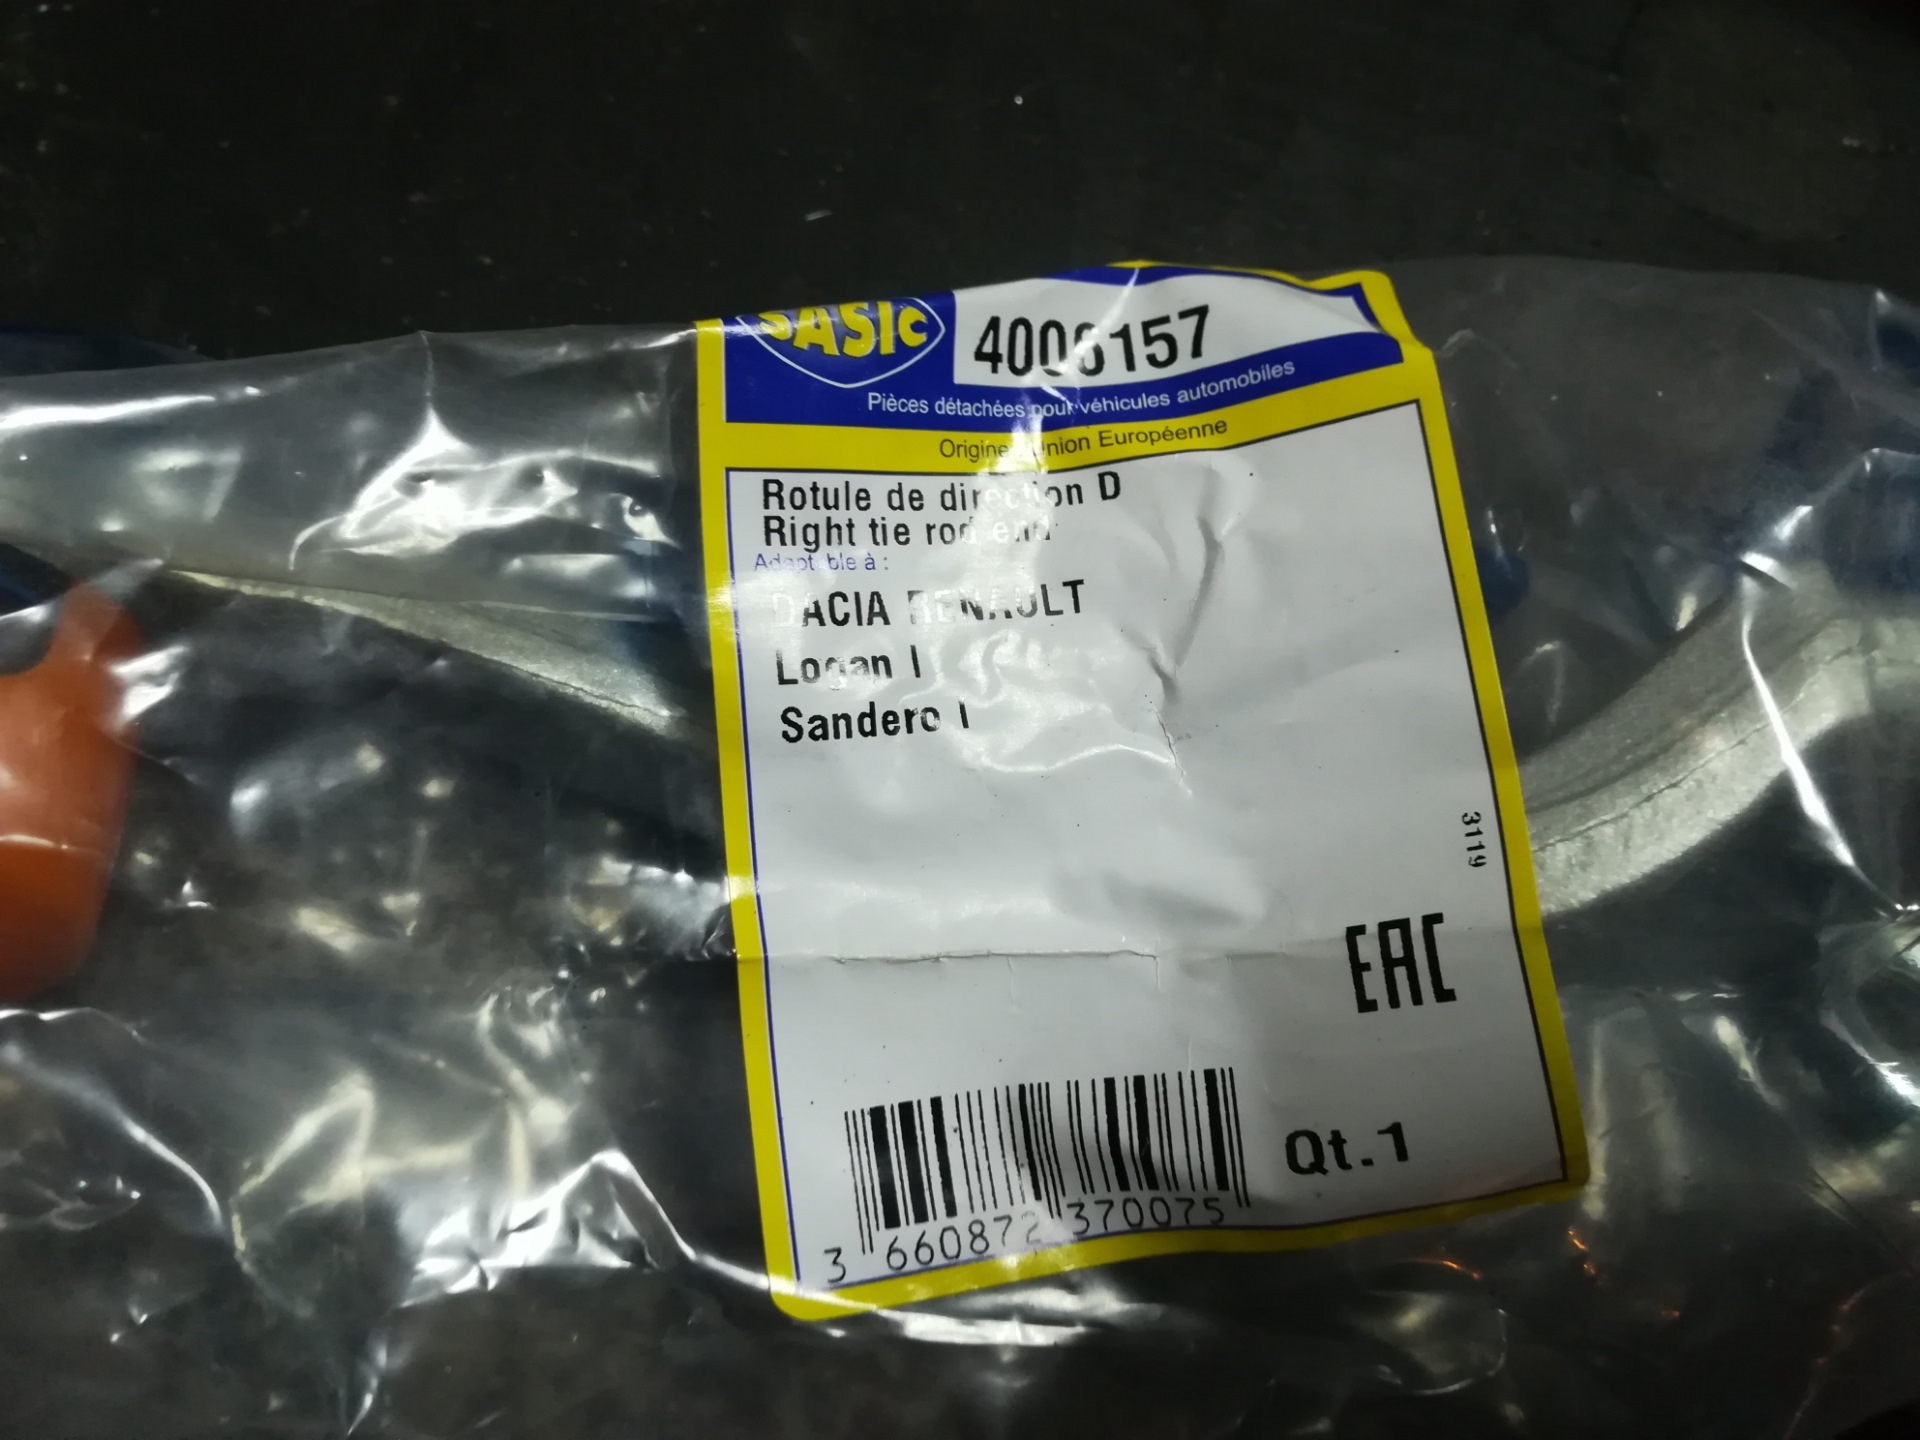 SASIC
4006157
Pièces détachées pour véhicules automobiles
Origine Union Européenne
Rotule de direction D
Right tie rod end
Adaptable à :
DACIA RENAULT
Logan I
Sandero I
3119
EAC
Qt.1
3 660872 370075